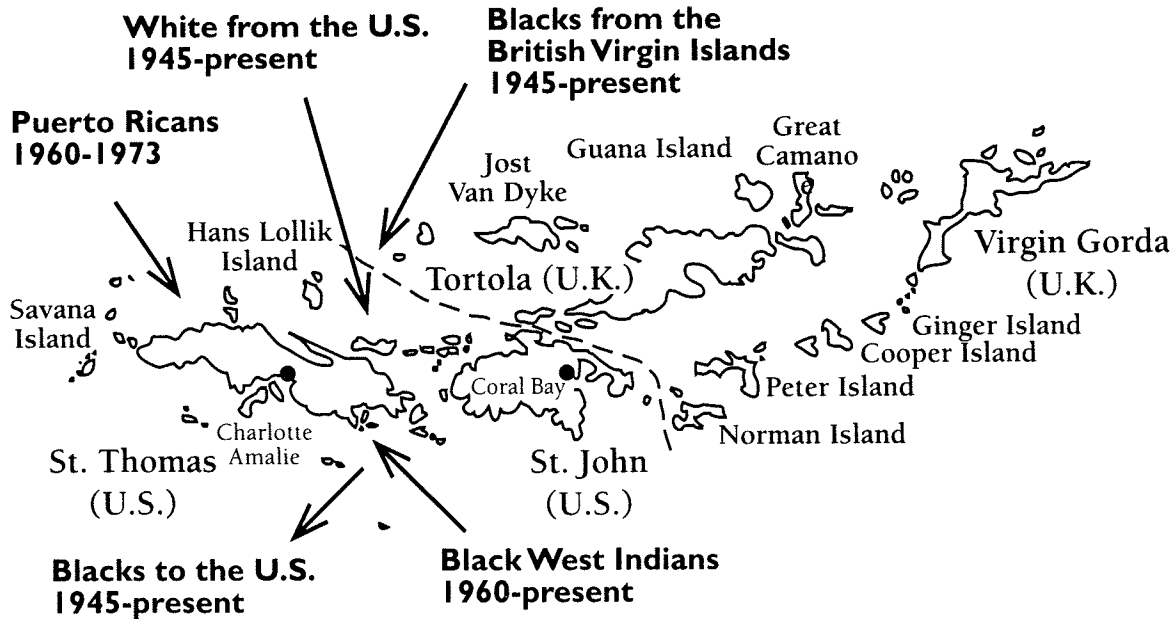 White from the U.S.
1945-present
Blacks from the
British Virgin Islands
1945-present
Puerto Ricans
1960-1973
Great
Camano
Guana Island
Jost
Van Dyke
Hans Lollik
Island
Virgin Gorda
(U.K.)
Tortola (U.K.)
Savana
Island
Ginger Island
Cooper Island
Peter Island
Coral Bay
Norman Island
Charlotte
Amalie
St. Thomas
(U.S.)
St. John
(U.S.)
Blacks to the U.S.
1945-present
Black West Indians
1960-present